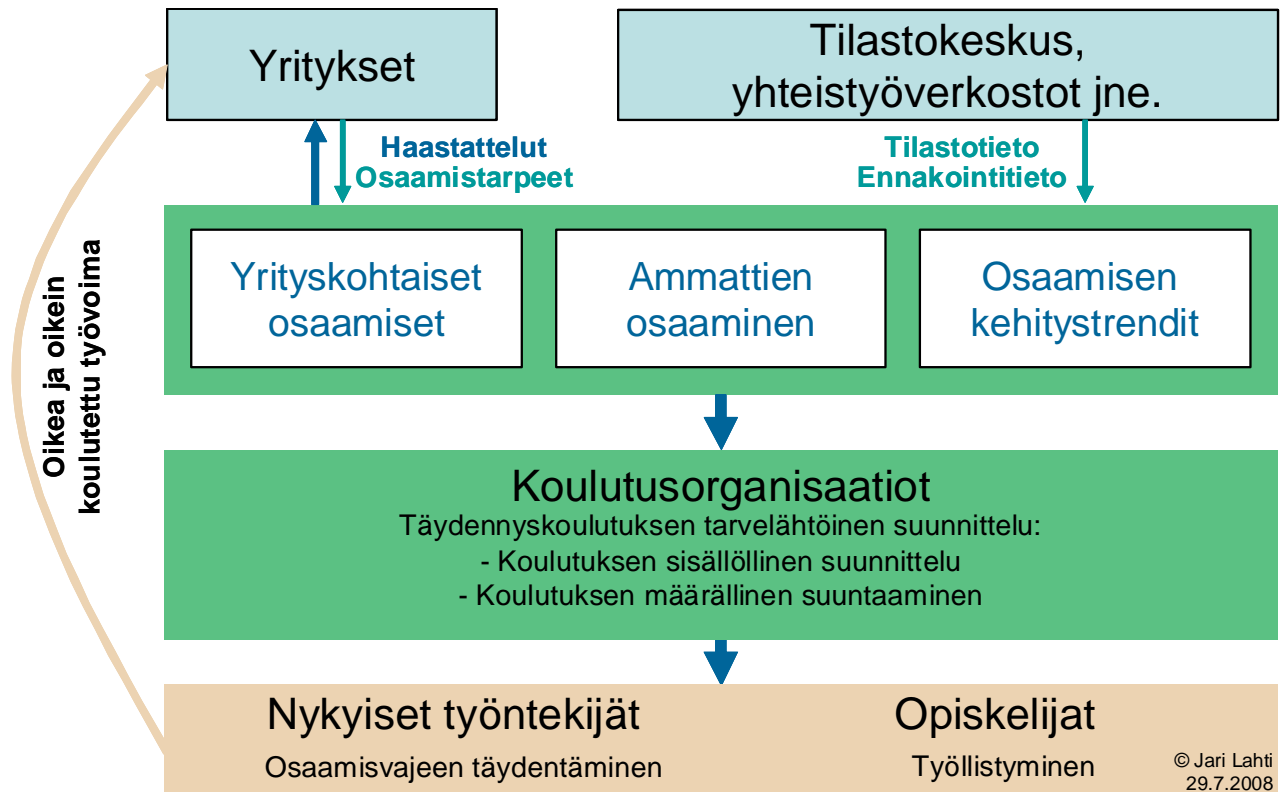 Yritykset
Tilastokeskus,
yhteistyöverkostot jne.
Haastattelut
Osaamistarpeet
Tilastotieto
Ennakointitieto
Oikea ja oikein
koulutettu työvoima
Yrityskohtaiset
osaamiset
Ammattien
osaaminen
Osaamisen
kehitystrendit
Koulutusorganisaatiot
Täydennyskoulutuksen tarvelähtöinen suunnittelu:
- Koulutuksen sisällöllinen suunnittelu
- Koulutuksen määrällinen suuntaaminen
Nykyiset työntekijät
Osaamisvajeen täydentäminen
Opiskelijat
Työllistyminen
© Jari Lahti
29.7.2008